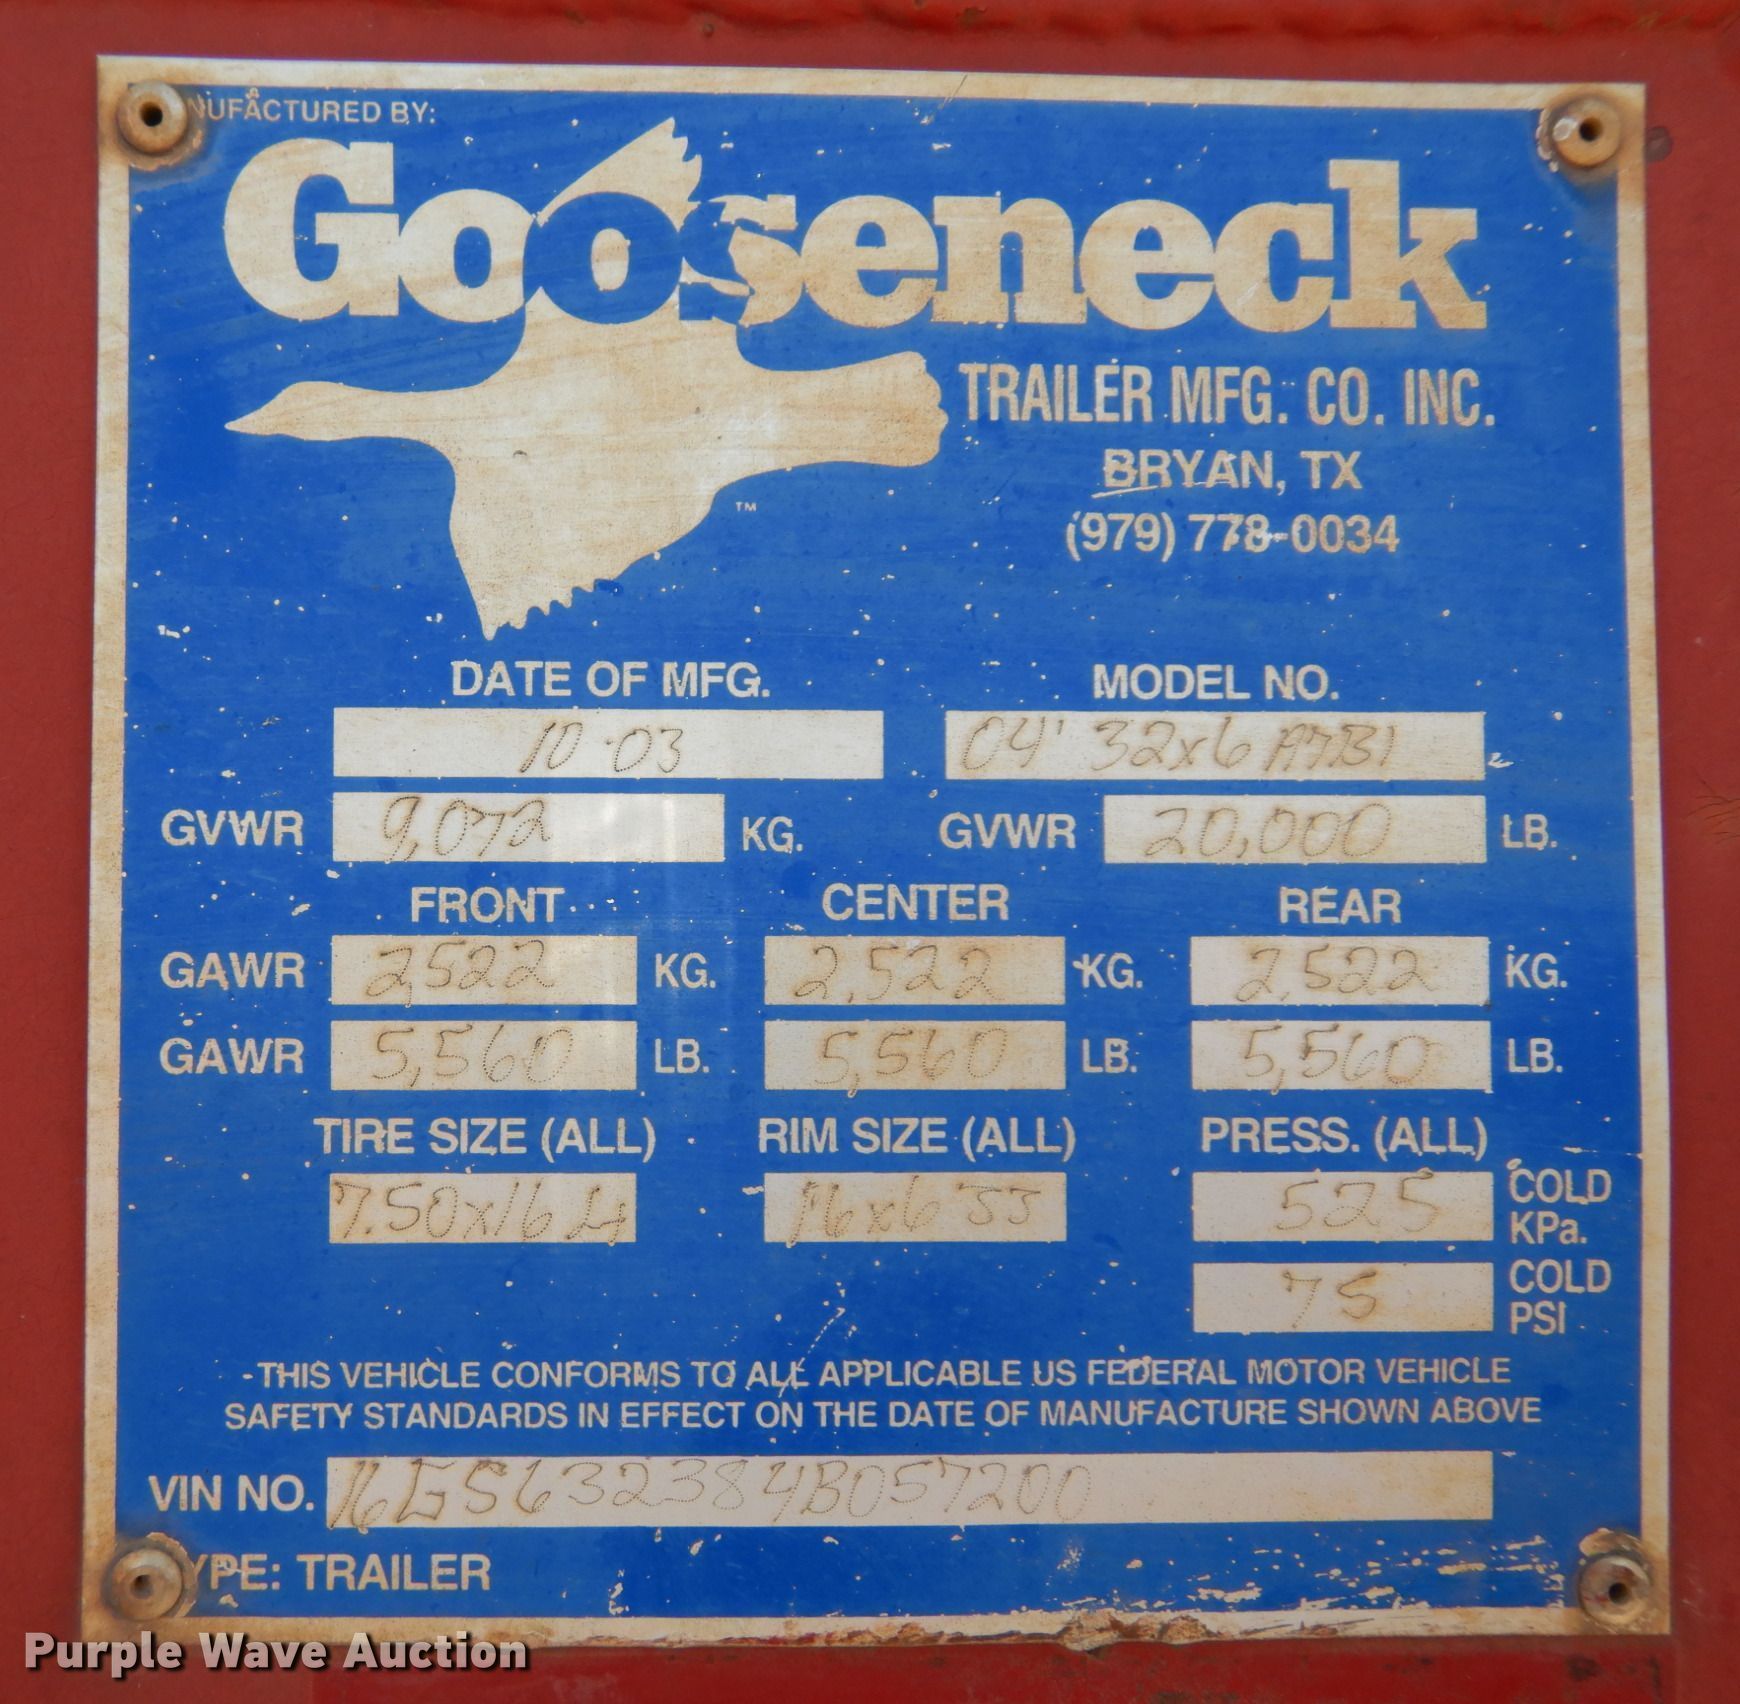 MANUFACTURED BY:
Gooseneck
TRAILER MFG. CO. INC.
BRYAN, TX
TM
(979) 778-0034
DATE OF MFG. MODEL NO.
10-03 04' 32x6
GVWR 9,072 KG. GVWR 20,000 LB.
FRONT CENTER REAR
GAWR 2,522 KG. 2,522 KG. 2,522 KG.
GAWR 5,560 LB. 5,560 LB. 5,560 LB.
TIRE SIZE (ALL) RIM SIZE (ALL) PRESS. (ALL)
7.50x16 16x6 525 COLD KPa.
75 COLD PSI
-THIS VEHICLE CONFORMS TO ALL APPLICABLE US FEDERAL MOTOR VEHICLE
SAFETY STANDARDS IN EFFECT ON THE DATE OF MANUFACTURE SHOWN ABOVE
VIN NO. 16GS632384B057200
TYPE: TRAILER
Purple Wave Auction